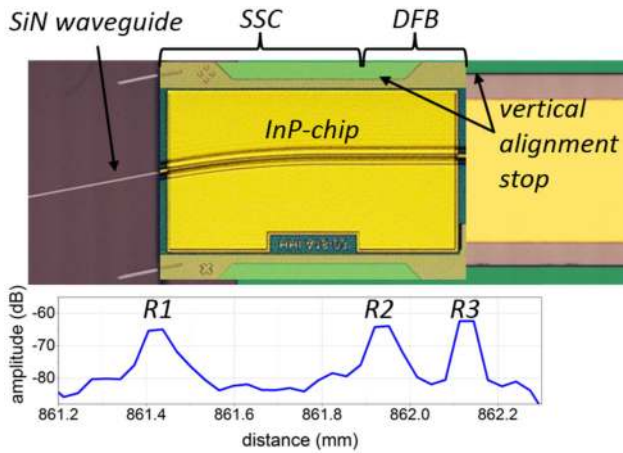 SiN waveguide
SSC
DFB
InP-chip
vertical
alignment
stop
R1
R2
R3
amplitude (dB)
-60
-70
-80
861.2
861.4
861.6
861.8
862.0
862.2
distance (mm)